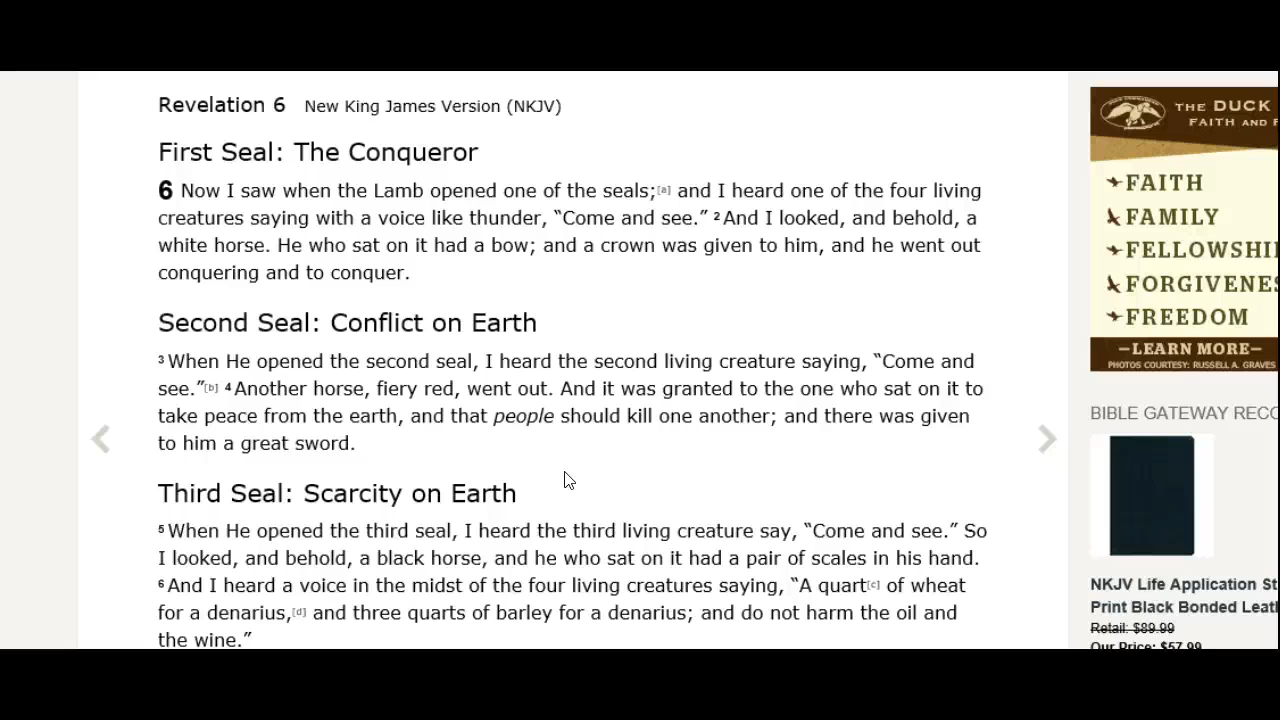 Revelation 6 New King James Version (NKJV)
First Seal: The Conqueror
6 Now I saw when the Lamb opened one of the seals;[a] and I heard one of the four living
creatures saying with a voice like thunder, “Come and see.” 2 And I looked, and behold, a
white horse. He who sat on it had a bow; and a crown was given to him, and he went out
conquering and to conquer.
Second Seal: Conflict on Earth
3 When He opened the second seal, I heard the second living creature saying, “Come and
see.”[b] 4 Another horse, fiery red, went out. And it was granted to the one who sat on it to
take peace from the earth, and that people should kill one another; and there was given
to him a great sword.
Third Seal: Scarcity on Earth
5 When He opened the third seal, I heard the third living creature say, “Come and see.” So
I looked, and behold, a black horse, and he who sat on it had a pair of scales in his hand.
6 And I heard a voice in the midst of the four living creatures saying, “A quart[c] of wheat
for a denarius,[d] and three quarts of barley for a denarius; and do not harm the oil and
the wine.”
THE DUCK
FAITH AND F
FAITH
FAMILY
FELLOWSHI
FORGIVENES
FREEDOM
—LEARN MORE—
PHOTOS COURTESY: RUSSELL A. GRAVES
BIBLE GATEWAY RECO
NKJV Life Application St
Print Black Bonded Leat
Retail: $89.99
Our Price: $57.99